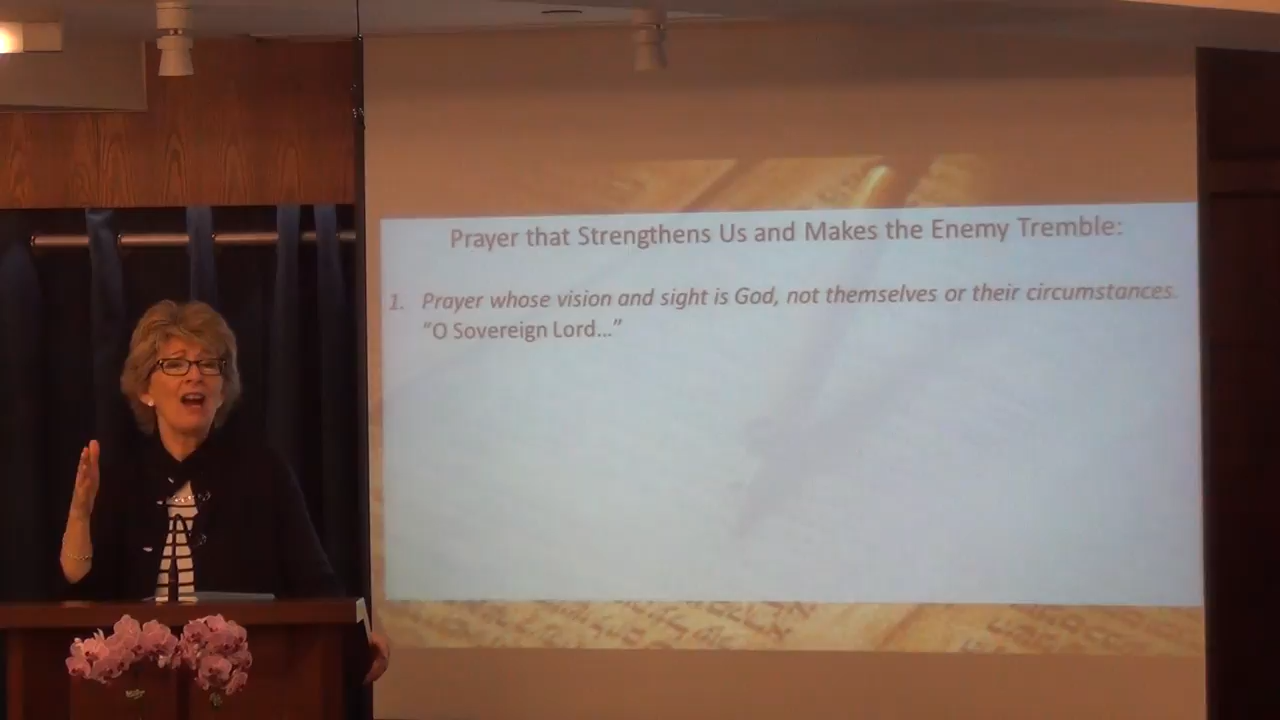 Prayer that Strengthens Us and Makes the Enemy Tremble:
1. Prayer whose vision and sight is God, not themselves or their circumstances.
“O Sovereign Lord…”